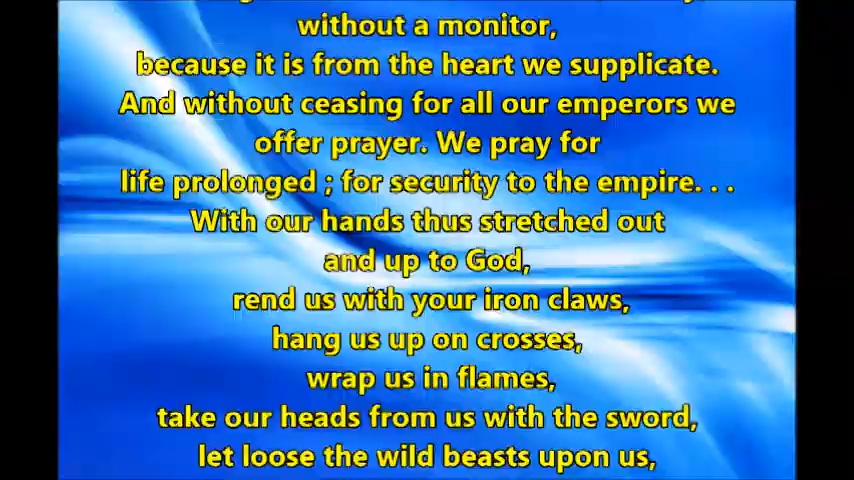 without a monitor,
because it is from the heart we supplicate.
And without ceasing for all our emperors we
offer prayer. We pray for
life prolonged ; for security to the empire. . .
With our hands thus stretched out
and up to God,
rend us with your iron claws,
hang us up on crosses,
wrap us in flames,
take our heads from us with the sword,
let loose the wild beasts upon us,